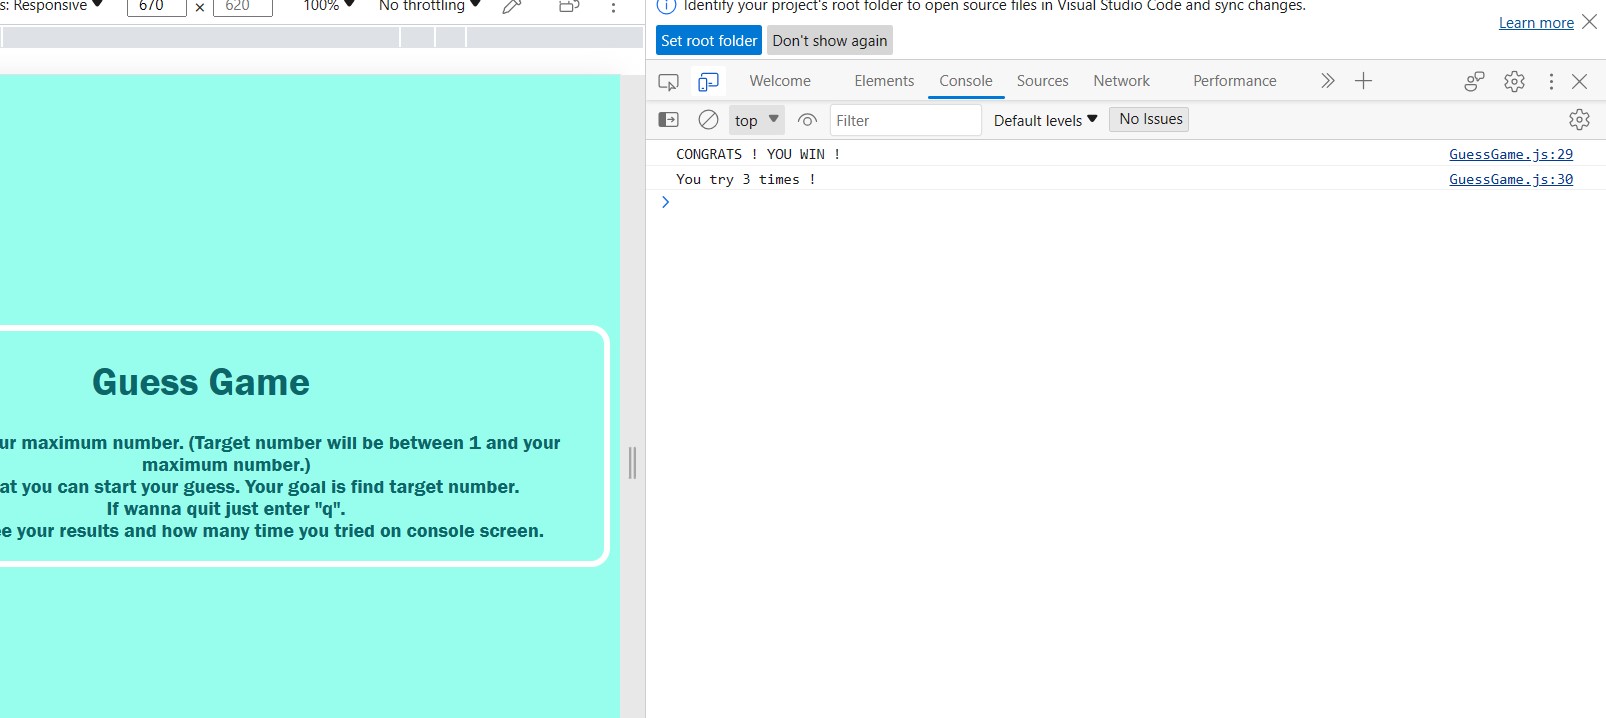 s: Responsive 670 × 620 100% No throttling
Identify your project's root folder to open source files in Visual Studio Code and sync changes.
Learn more
Set root folder Don't show again
Welcome Elements Console Sources Network Performance
top Filter Default levels No Issues
CONGRATS ! YOU WIN ! GuessGame.js:29
You try 3 times ! GuessGame.js:30
Guess Game
ur maximum number. (Target number will be between 1 and your
maximum number.)
at you can start your guess. Your goal is find target number.
If wanna quit just enter "q".
e your results and how many time you tried on console screen.